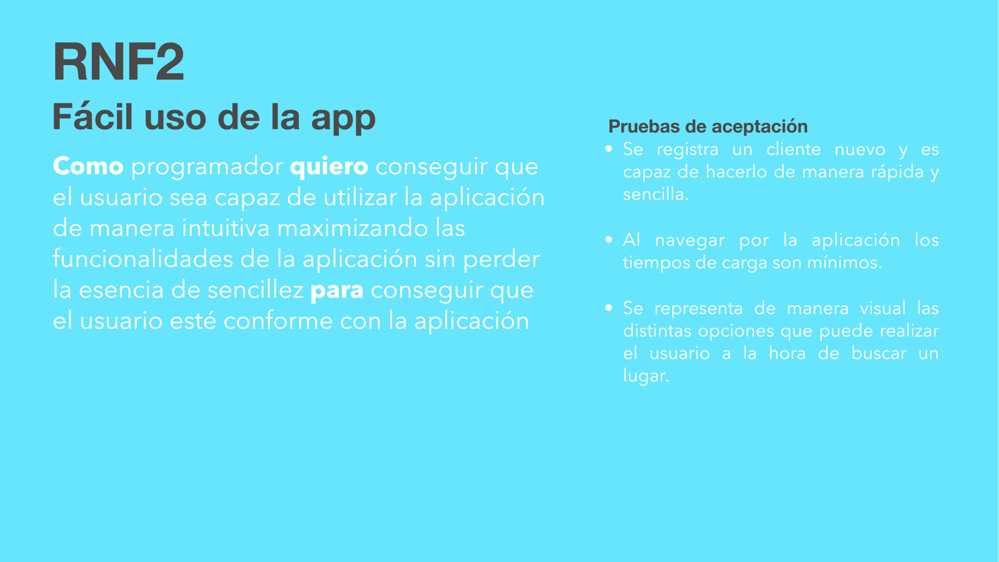 RNF2
Fácil uso de la app
Como programador quiero conseguir que
el usuario sea capaz de utilizar la aplicación
de manera intuitiva maximizando las
funcionalidades de la aplicación sin perder
la esencia de sencillez para conseguir que
el usuario esté conforme con la aplicación
Pruebas de aceptación
• Se registra un cliente nuevo y es
capaz de hacerlo de manera rápida y
sencilla.
• Al navegar por la aplicación los
tiempos de carga son mínimos.
• Se representa de manera visual las
distintas opciones que puede realizar
el usuario a la hora de buscar un
lugar.